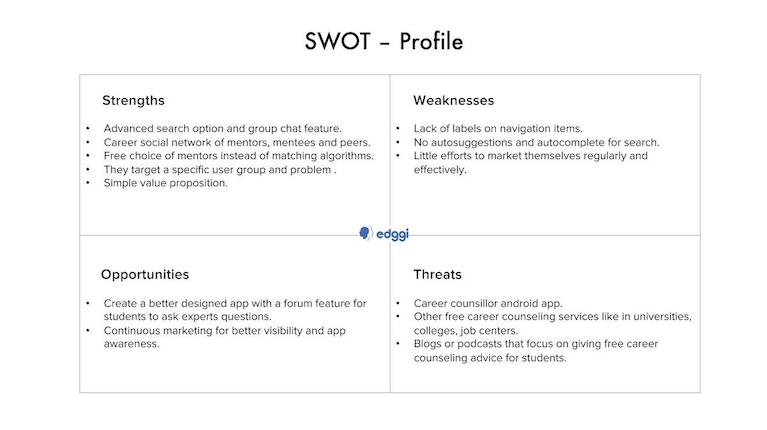 SWOT – Profile
Strengths
• Advanced search option and group chat feature.
• Career social network of mentors, mentees and peers.
• Free choice of mentors instead of matching algorithms.
• They target a specific user group and problem .
• Simple value proposition.
Weaknesses
• Lack of labels on navigation items.
• No autosuggestions and autocomplete for search.
• Little efforts to market themselves regularly and
effectively.
edggi
Opportunities
• Create a better designed app with a forum feature for
students to ask experts questions.
• Continuous marketing for better visibility and app
awareness.
Threats
• Career counsillor android app.
• Other free career counseling services like in universities,
colleges, job centers.
• Blogs or podcasts that focus on giving free career
counseling advice for students.